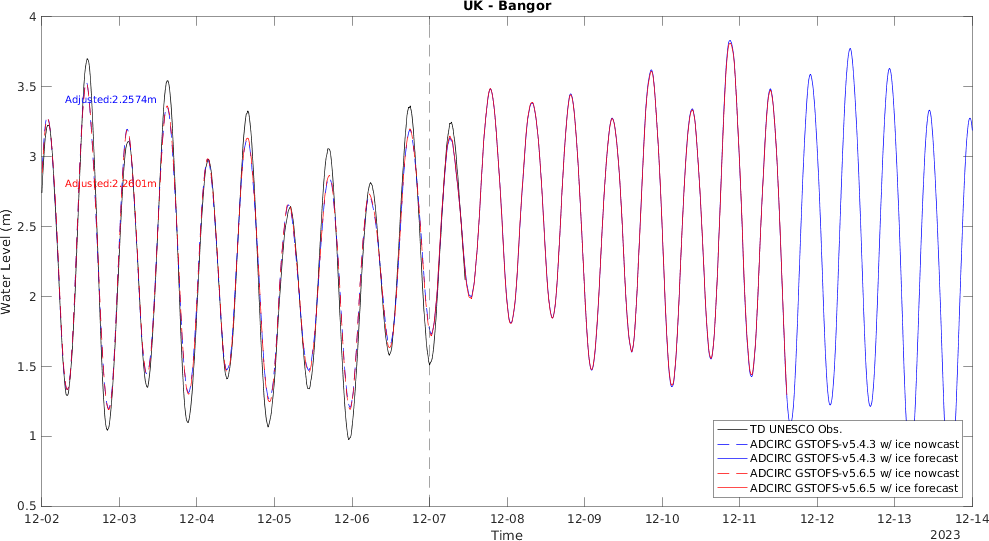 UK - Bangor
4
3.5
3
2.5
2
1.5
1
0.5
Water Level (m)
Adjusted:2.2574m
Adjusted:2.2601m
TD UNESCO Obs.
ADCIRC GSTOFS-v5.4.3 w/ ice nowcast
ADCIRC GSTOFS-v5.4.3 w/ ice forecast
ADCIRC GSTOFS-v5.6.5 w/ ice nowcast
ADCIRC GSTOFS-v5.6.5 w/ ice forecast
12-02 12-03 12-04 12-05 12-06 12-07 12-08 12-09 12-10 12-11 12-12 12-13 12-14
Time
2023